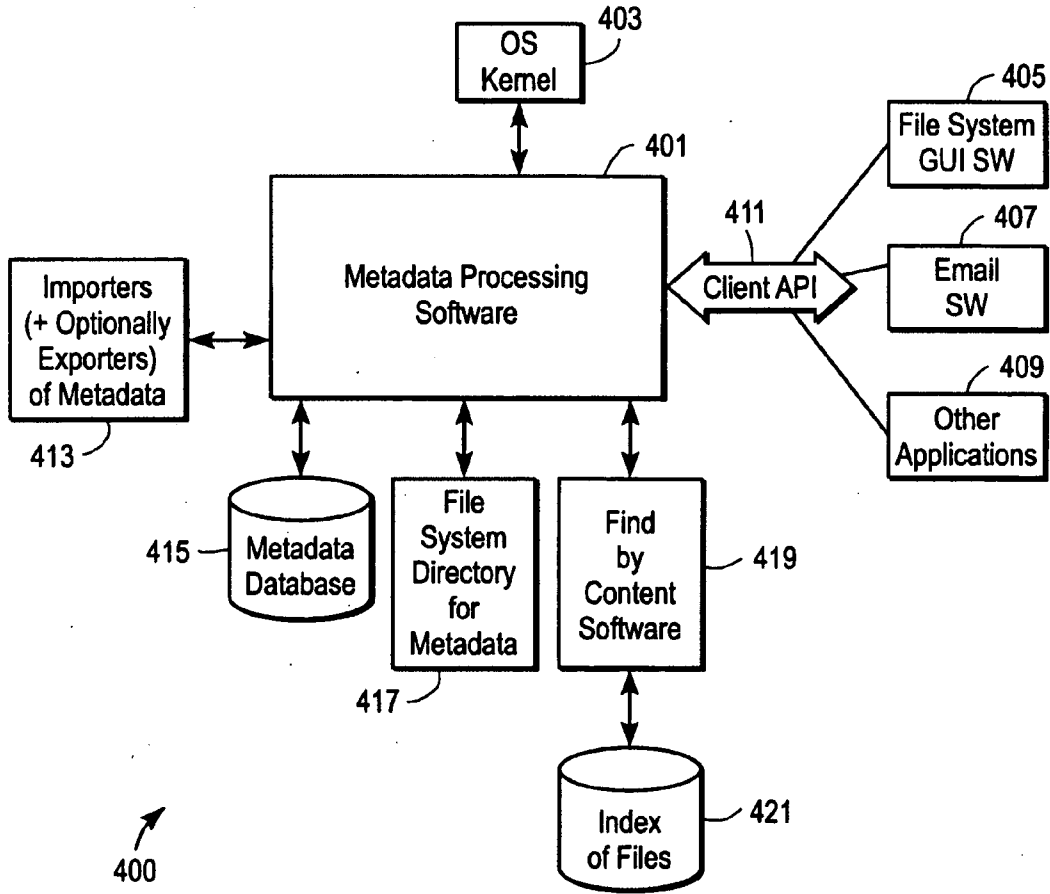 403
OS
Kernel
405
File System
GUI SW
401
411
407
Metadata Processing
Software
Client API
Email
SW
Importers
(+ Optionally
Exporters)
of Metadata
413
409
Other
Applications
415
Metadata
Database
File
System
Directory
for
Metadata
417
Find
by
Content
Software
419
Index
of Files
421
400